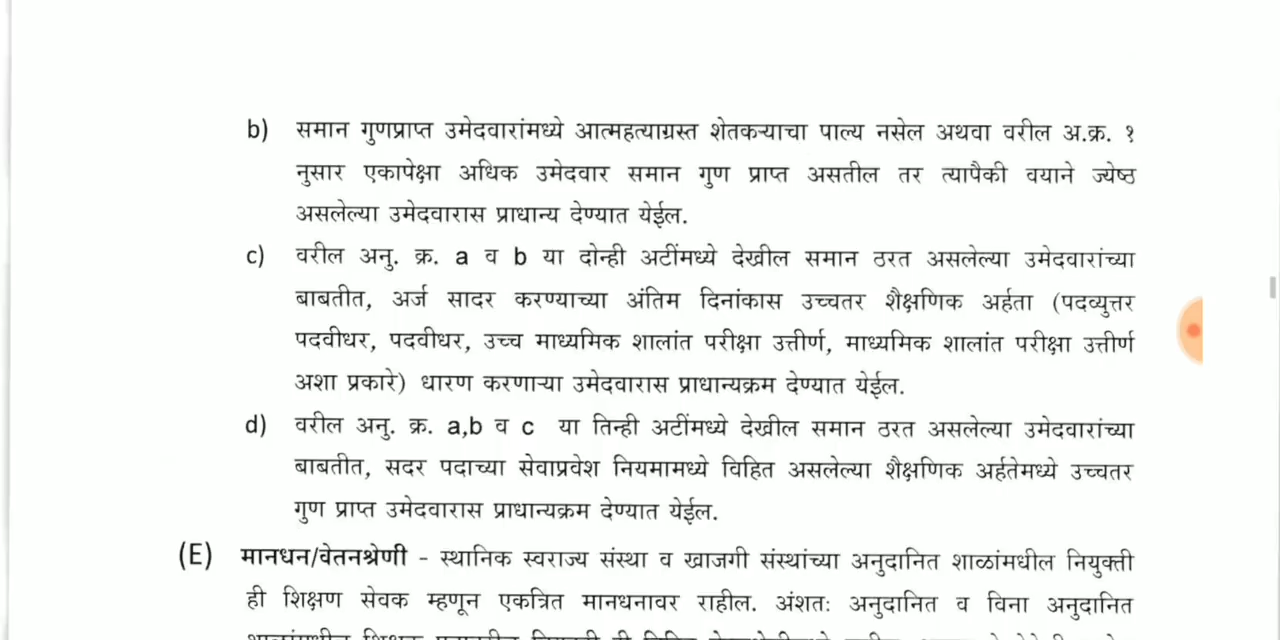 b) समान गुणप्राप्त उमेदवारांमध्ये आत्महत्याग्रस्त शेतकऱ्याचा पाल्य नसेल अथवा वरील अ.क्र. १
नुसार एकापेक्षा अधिक उमेदवार समान गुण प्राप्त असतील तर त्यापैकी वयाने ज्येष्ठ
असलेल्या उमेदवारास प्राधान्य देण्यात येईल.
c) वरील अनु. क्र. a व b या दोन्ही अटींमध्ये देखील समान ठरत असलेल्या उमेदवारांच्या
बाबतीत, अर्ज सादर करण्याच्या अंतिम दिनांकास उच्चतर शैक्षणिक अर्हता (पदव्युत्तर
पदवीधर, पदवीधर, उच्च माध्यमिक शालांत परीक्षा उत्तीर्ण, माध्यमिक शालांत परीक्षा उत्तीर्ण
अशा प्रकारे) धारण करणाऱ्या उमेदवारास प्राधान्यक्रम देण्यात येईल.
d) वरील अनु. क्र. a,b व c या तिन्ही अटींमध्ये देखील समान ठरत असलेल्या उमेदवारांच्या
बाबतीत, सदर पदाच्या सेवाप्रवेश नियमामध्ये विहित असलेल्या शैक्षणिक अर्हतेमध्ये उच्चतर
गुण प्राप्त उमेदवारास प्राधान्यक्रम देण्यात येईल.
(E) मानधन/वेतनश्रेणी - स्थानिक स्वराज्य संस्था व खाजगी संस्थांच्या अनुदानित शाळांमधील नियुक्ती
ही शिक्षण सेवक म्हणून एकत्रित मानधनावर राहील. अंशतः अनुदानित व विना अनुदानित